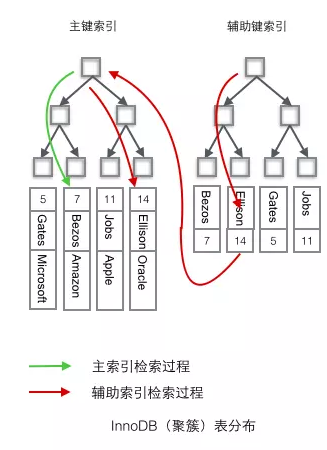 主键索引
辅助键索引
5
7
11
14
Gates
Bezos
Jobs
Ellison
Microsoft
Amazon
Apple
Oracle
Bezos
Ellison
Gates
Jobs
7
14
5
11
主索引检索过程
辅助索引检索过程
InnoDB（聚簇）表分布